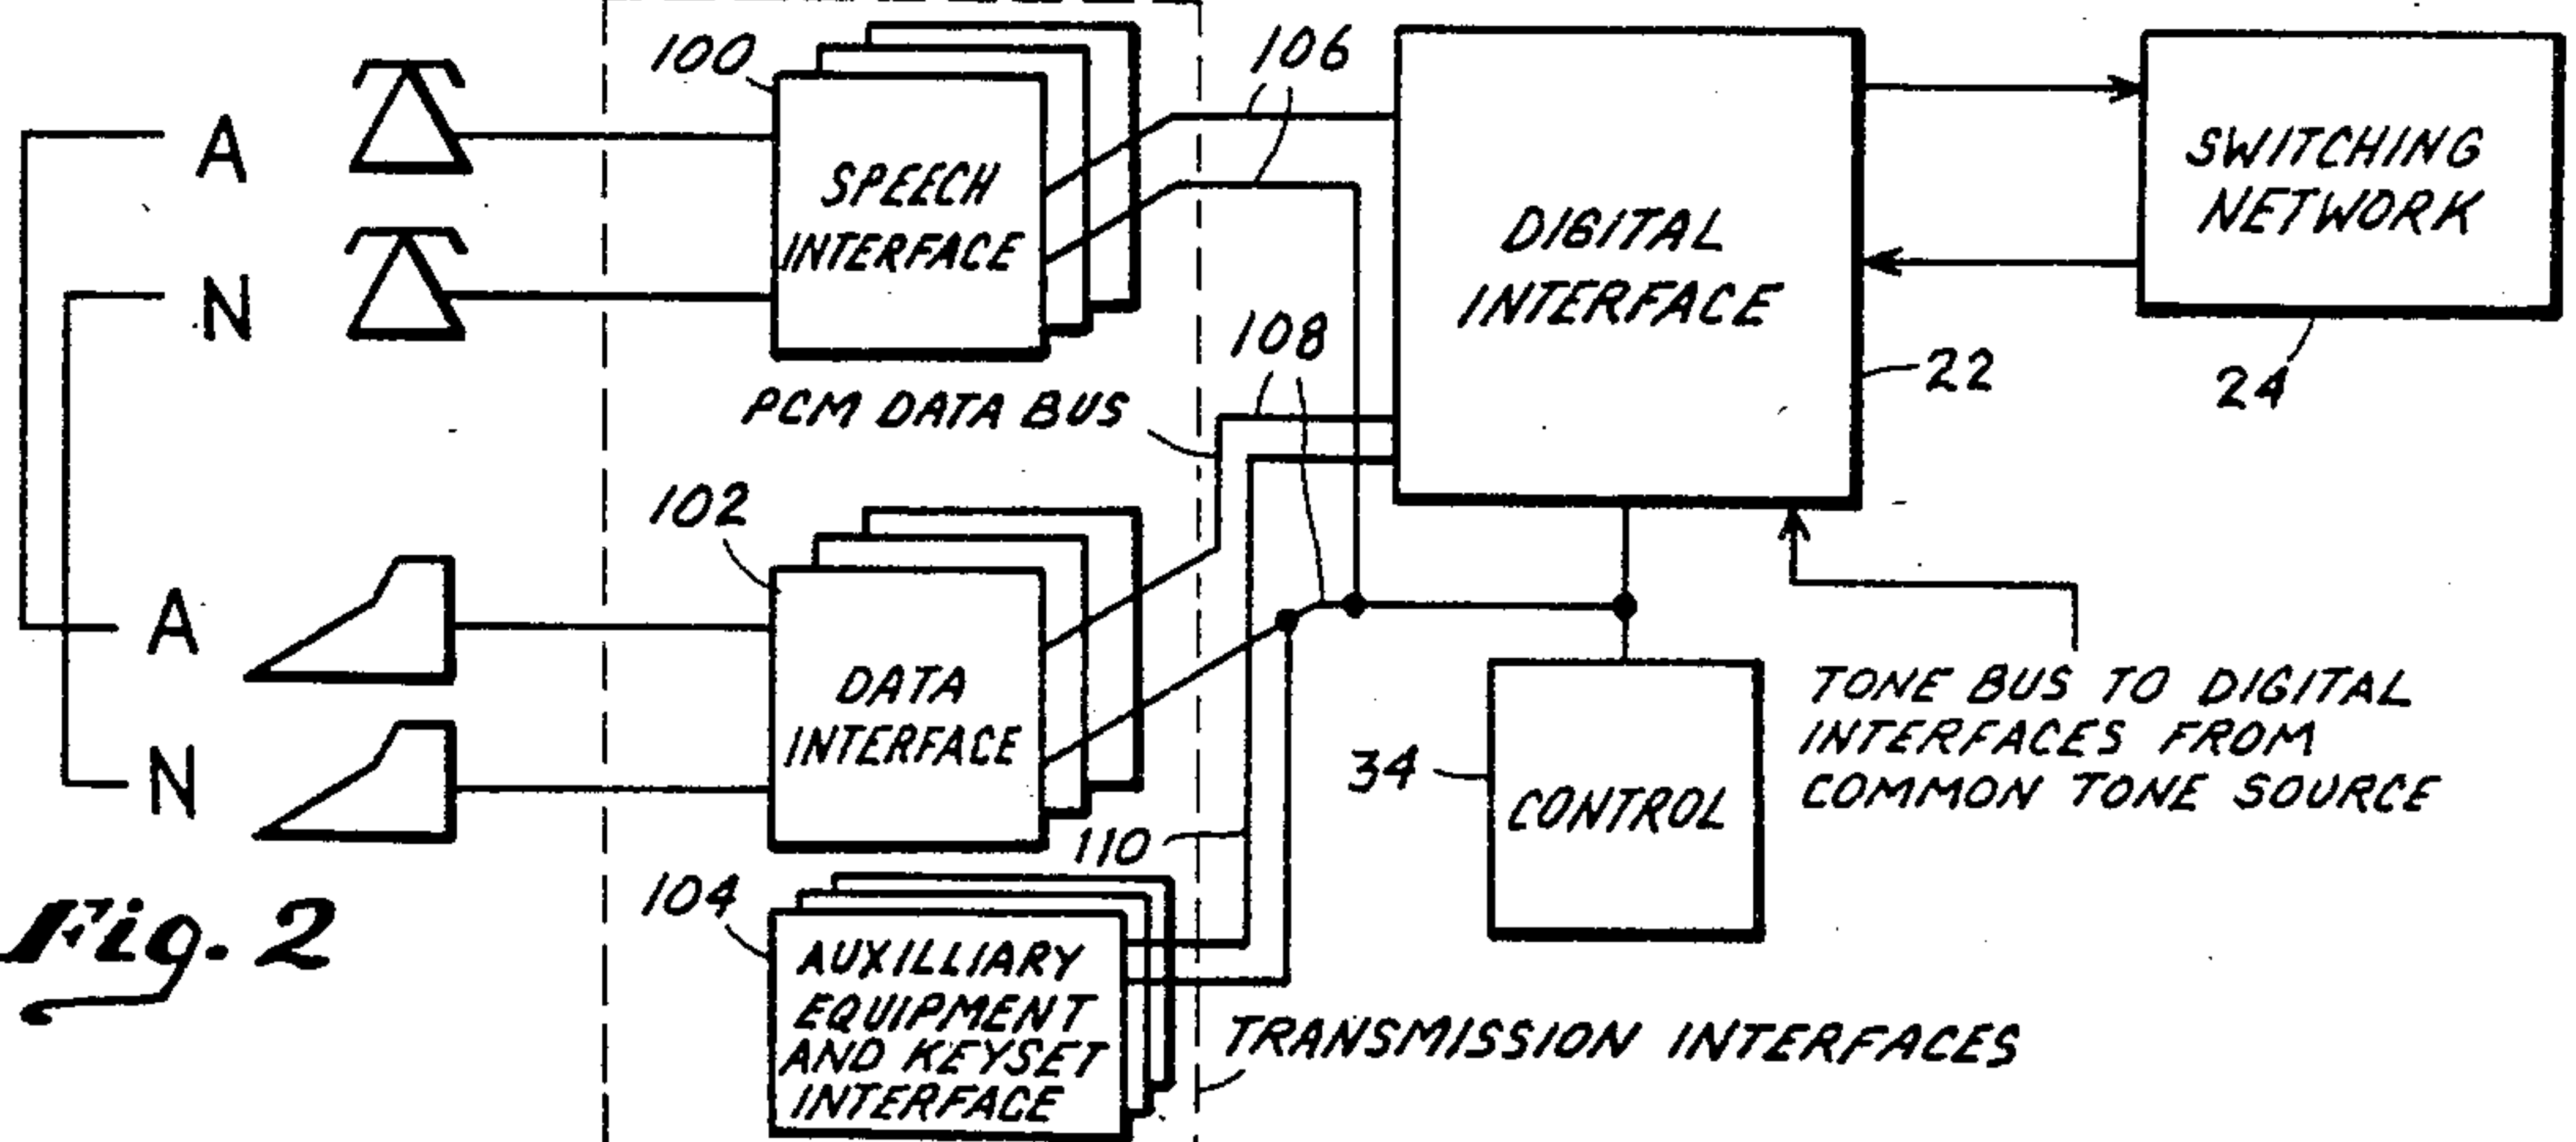 100
106
A
SPEECH
INTERFACE
N
DIGITAL
INTERFACE
SWITCHING
NETWORK
108
22
24
PCM DATA BUS
102
A
DATA
INTERFACE
N
110
34
CONTROL
TONE BUS TO DIGITAL
INTERFACES FROM
COMMON TONE SOURCE
104
AUXILLIARY
EQUIPMENT
AND KEYSET
INTERFACE
TRANSMISSION INTERFACES
Fig. 2